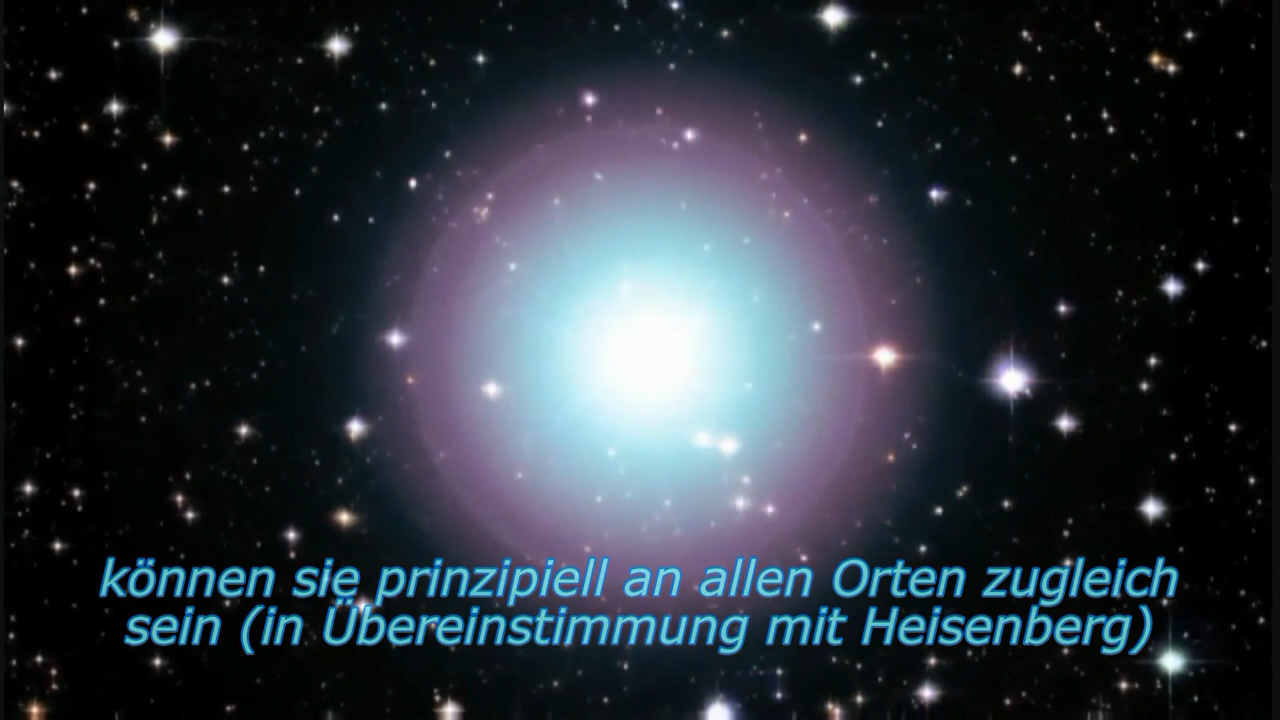 können sie prinzipiell an allen Orten zugleich
sein (in Übereinstimmung mit Heisenberg)